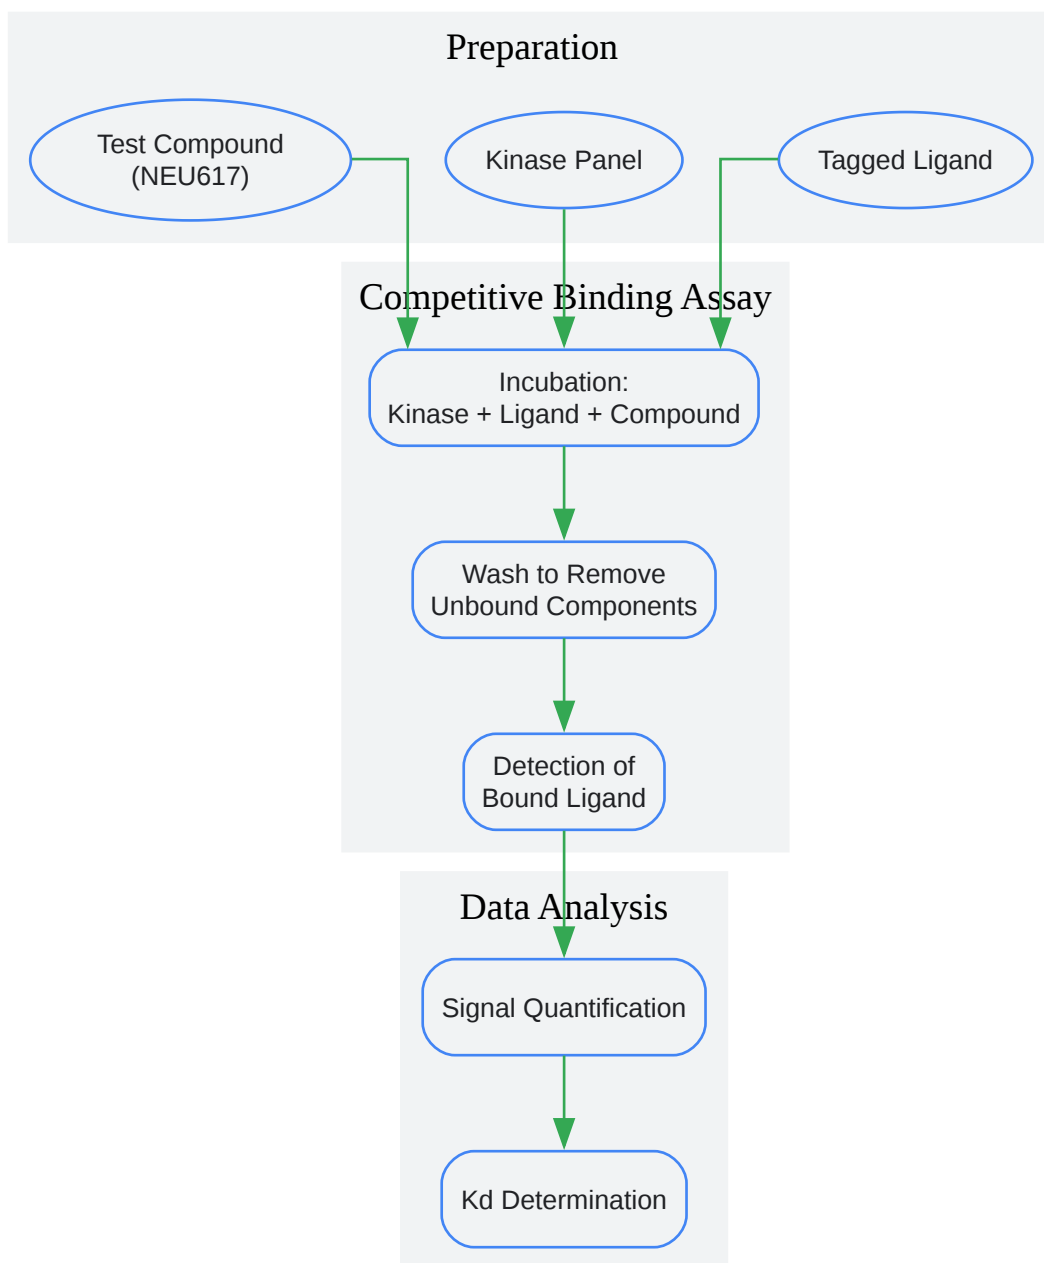 Preparation
Test Compound
(NEU617)
Kinase Panel
Tagged Ligand
Competitive Binding Assay
Incubation:
Kinase + Ligand + Compound
Wash to Remove
Unbound Components
Detection of
Bound Ligand
Data Analysis
Signal Quantification
Kd Determination